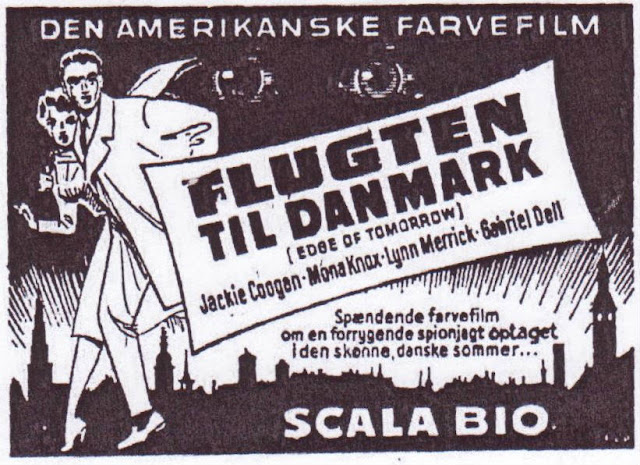 DEN AMERIKANSKE FARVEFILM
FLUGTEN
TIL DANMARK
(EDGE OF TOMORROW)
Jackie Coogan · Mona Knox · Lynn Merrick · Gabriel Dell
Spændende farvefilm
om en forrygende spionjagt optaget
i den skønne, danske sommer...
SCALA BIO